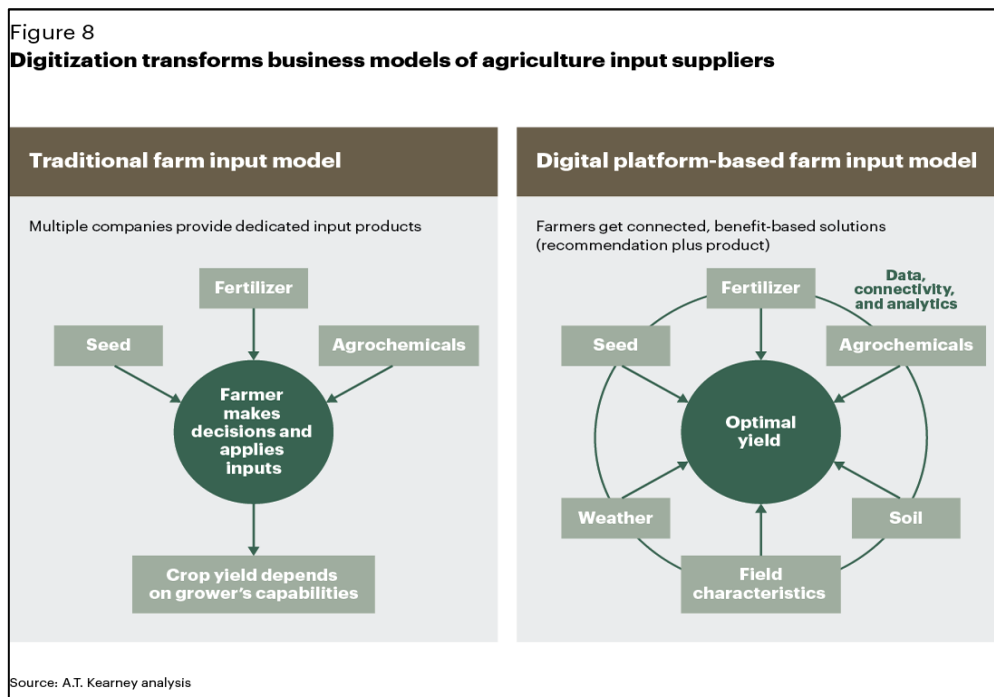 Figure 8
Digitization transforms business models of agriculture input suppliers
Traditional farm input model
Multiple companies provide dedicated input products
Fertilizer
Seed
Agrochemicals
Farmer
makes
decisions and
applies
inputs
Crop yield depends
on grower’s capabilities
Digital platform-based farm input model
Farmers get connected, benefit-based solutions
(recommendation plus product)
Data,
connectivity,
and analytics
Fertilizer
Seed
Agrochemicals
Optimal
yield
Weather
Soil
Field
characteristics
Source: A.T. Kearney analysis